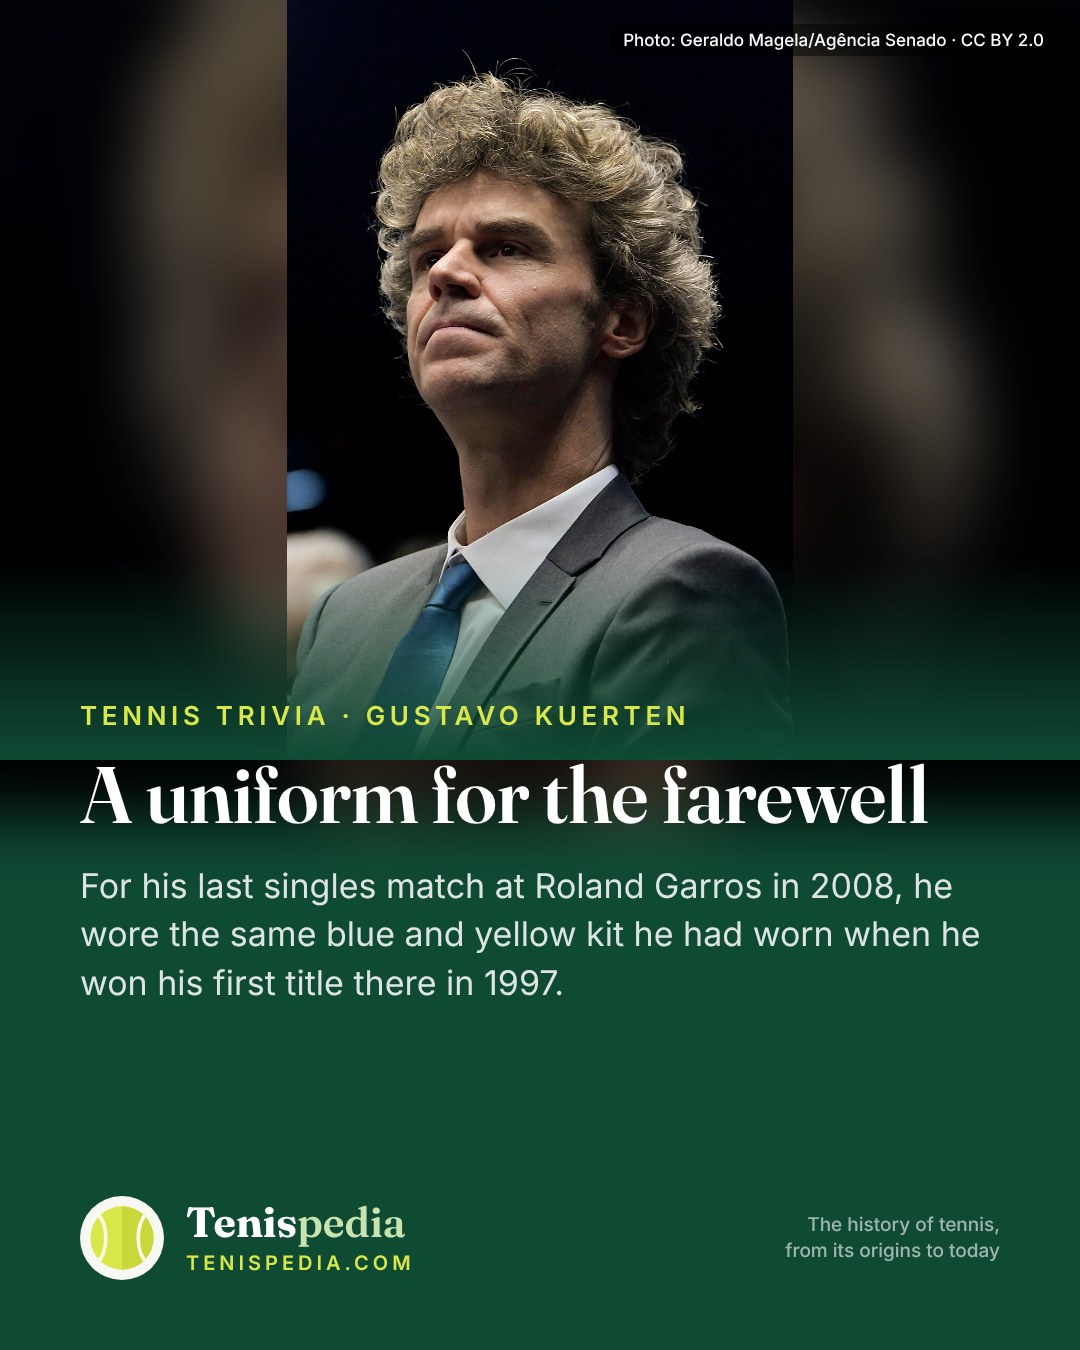 Photo: Geraldo Magela/Agência Senado · CC BY 2.0
TENNIS TRIVIA · GUSTAVO KUERTEN
A uniform for the farewell
For his last singles match at Roland Garros in 2008, he
wore the same blue and yellow kit he had worn when he
won his first title there in 1997.
Tenispedia
TENISPEDIA.COM
The history of tennis,
from its origins to today